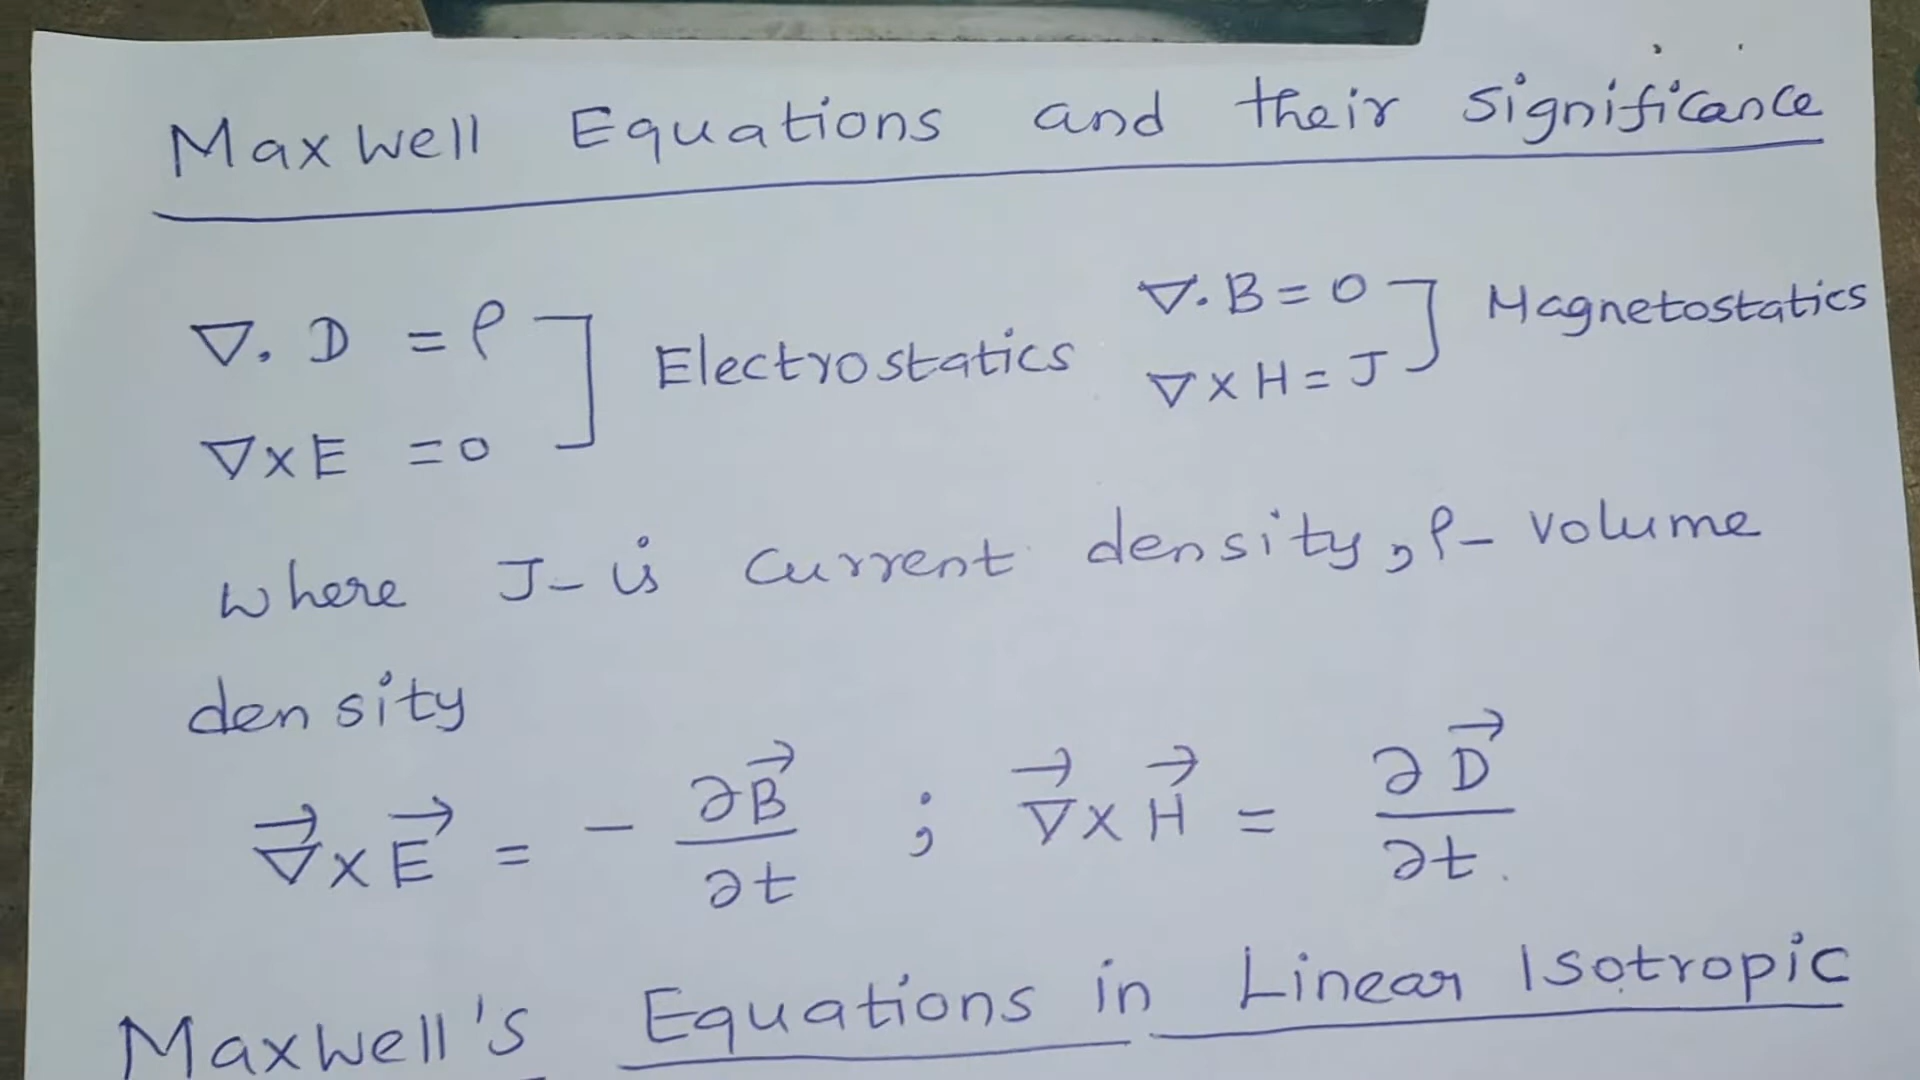 Maxwell Equations and their significance
∇. D = ρ ] Electrostatics
∇xE = 0
∇. B = 0 ] Magnetostatics
∇ x H = J
where J- is current density, ρ- volume
density
∇⃗ x E⃗ = - ∂B⃗/∂t ; ∇⃗ x H⃗ = ∂D⃗/∂t.
Maxwell's Equations in Linear Isotropic